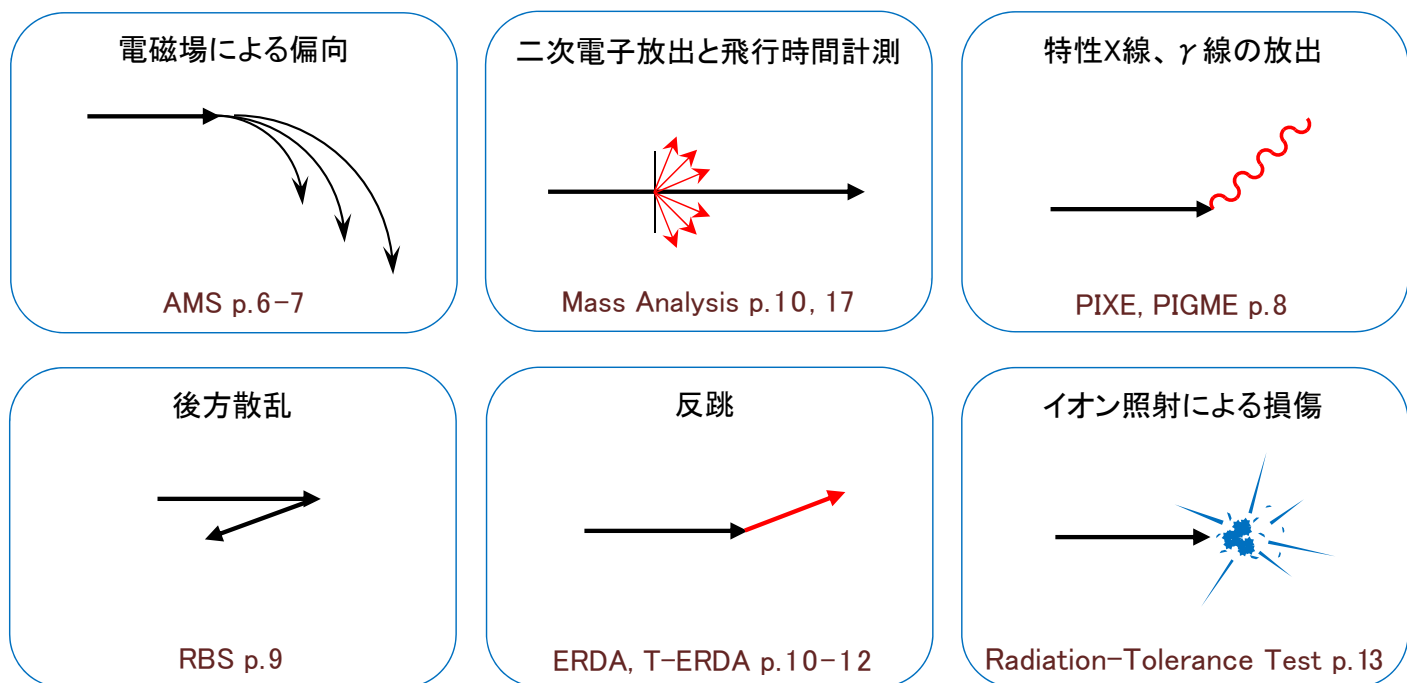 電磁場による偏向
AMS p.6-7
二次電子放出と飛行時間計測
Mass Analysis p.10, 17
特性X線、γ線の放出
PIXE, PIGME p.8
後方散乱
RBS p.9
反跳
ERDA, T-ERDA p.10-12
イオン照射による損傷
Radiation-Tolerance Test p.13